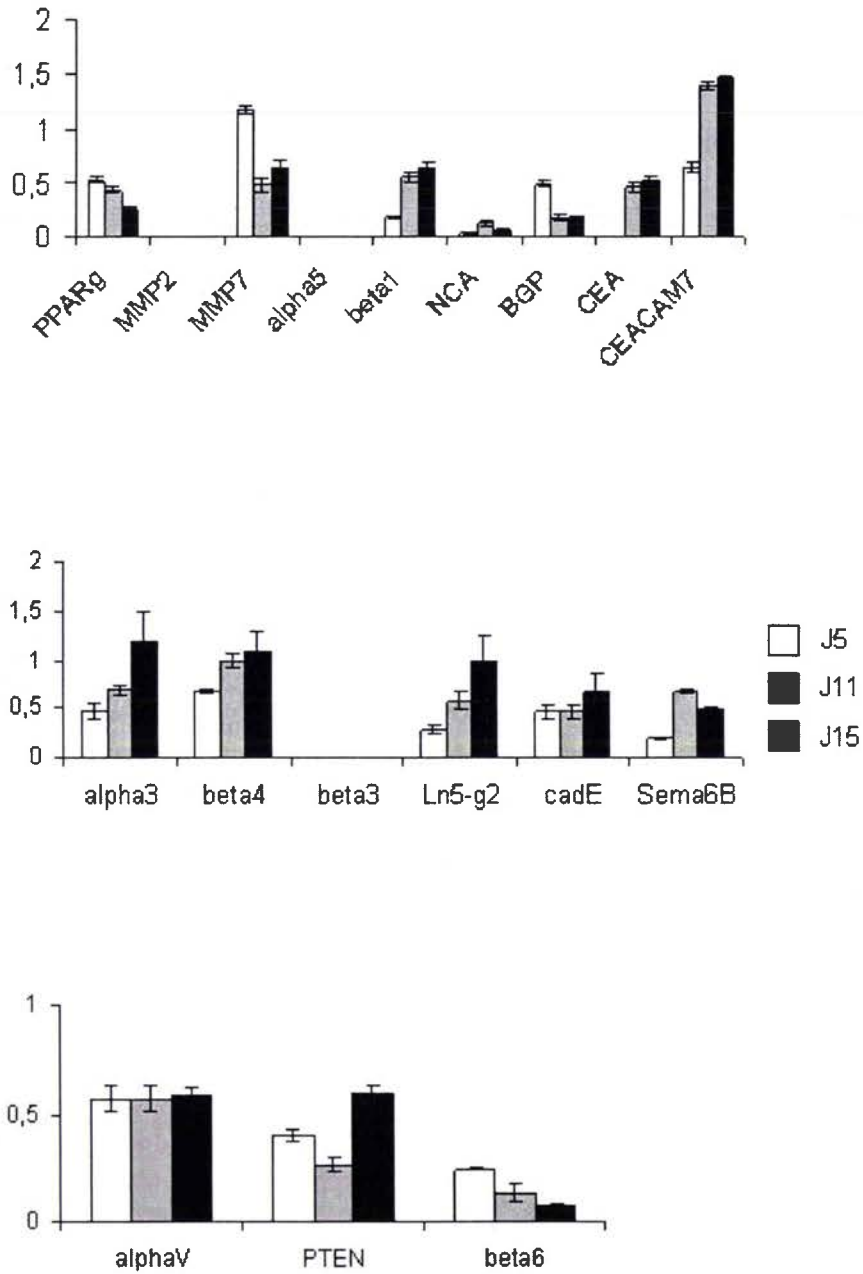 2
1,5
1
0,5
0
PPARg MMP2 MMP7 alpha5 beta1 NCA BGP CEA CEACAM7
2
1,5
1
0,5
0
alpha3 beta4 beta3 Ln5-g2 cadE Sema6B
J5
J11
J15
1
0,5
0
alphaV PTEN beta6